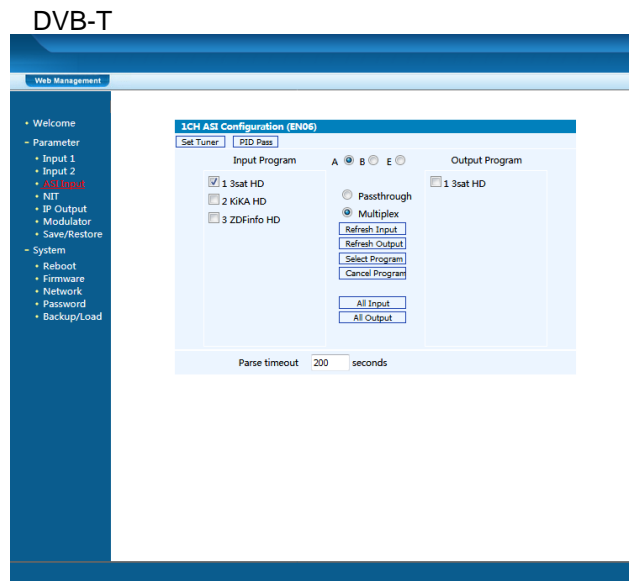 DVB-T
Web Management
• Welcome
– Parameter
• Input 1
• Input 2
• ASI Input
• NIT
• IP Output
• Modulator
• Save/Restore
– System
• Reboot
• Firmware
• Network
• Password
• Backup/Load
1CH ASI Configuration (EN06)
Set Tuner PID Pass
Input Program A B E Output Program
1 3sat HD
2 KiKA HD
3 ZDFinfo HD
Passthrough
Multiplex
Refresh Input
Refresh Output
Select Program
Cancel Program
All Input
All Output
1 3sat HD
Parse timeout 200 seconds